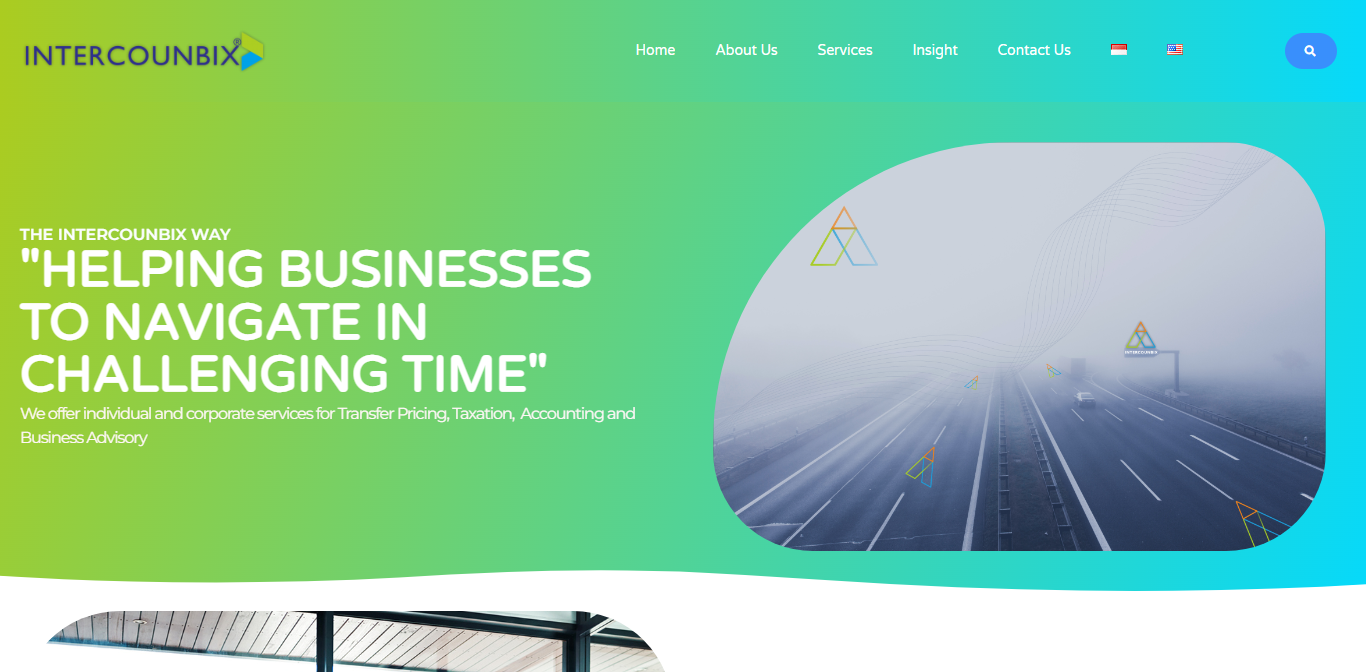 INTERCOUNBIX®
Home About Us Services Insight Contact Us
THE INTERCOUNBIX WAY
"HELPING BUSINESSES
TO NAVIGATE IN
CHALLENGING TIME"
We offer individual and corporate services for Transfer Pricing, Taxation, Accounting and
Business Advisory
INTERCOUNBIX